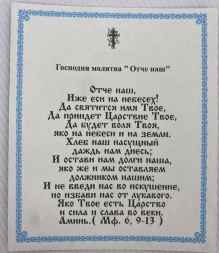 Господня молитва " Отче наш"
Отче наш,
Иже еси на небесех!
Да святится имя Твое,
Да приидет Царствие Твое,
Да будет воля Твоя,
яко на небеси и на земли.
Хлеб наш насущный
даждь нам днесь;
И остави нам долги наша,
яко же и мы оставляем
должником нашим;
И не введи нас во искушение,
но избави нас от лукавого.
Яко Твое есть Царство
и сила и слава во веки.
Аминь ( Мф. 6, 9-13 )